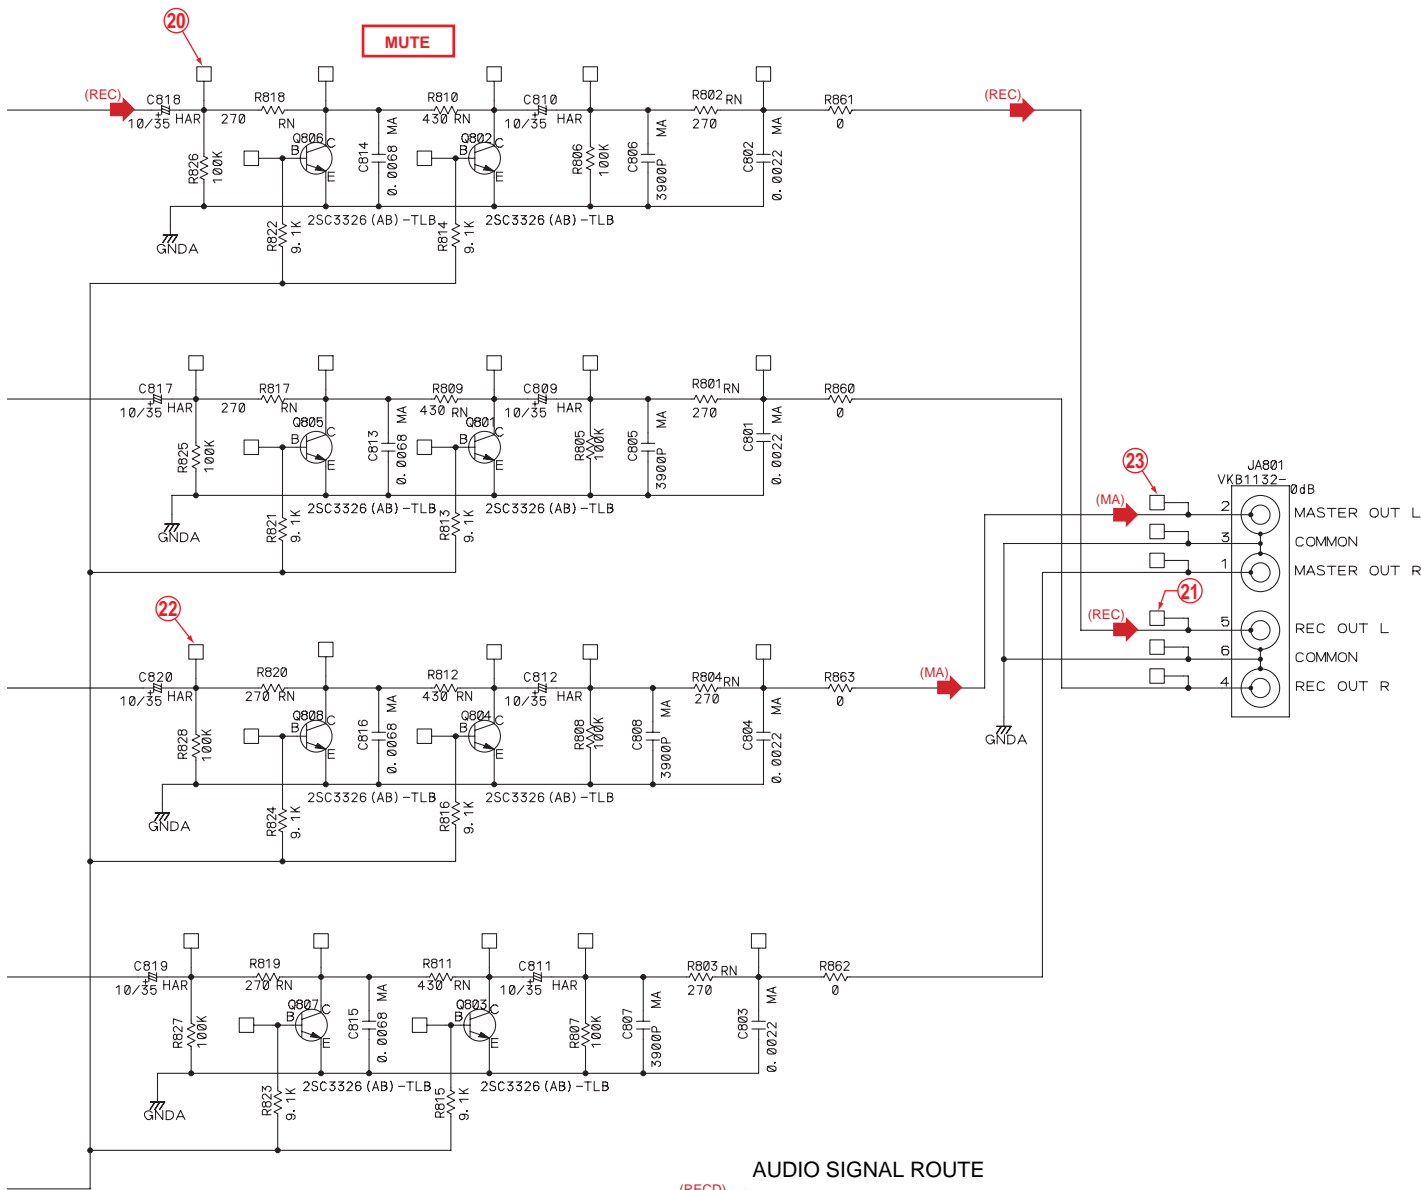 20
MUTE
(REC)
C818
10/35
HAR
270
R818
RN
R826
100K
Q806
B
C
E
C814
0.0068
MA
R810
430 RN
Q802
B
C
E
C810
10/35
HAR
R806
100K
C806
3900P
MA
R802 RN
270
C802
0.0022
MA
R861
0
(REC)
2SC3326(AB)-TLB
2SC3326(AB)-TLB
R822
9.1K
R814
9.1K
GNDA
C817
10/35
HAR
270
R817
RN
R825
100K
Q805
B
C
E
C813
0.0068
MA
R809
430 RN
Q801
B
C
E
C809
10/35
HAR
R805
100K
C805
3900P
MA
R801 RN
270
C801
0.0022
MA
R860
0
2SC3326(AB)-TLB
2SC3326(AB)-TLB
R821
9.1K
R813
9.1K
GNDA
23
JA801
VKB1132-
0dB
(MA)
2
MASTER OUT L
3
COMMON
1
MASTER OUT R
21
(REC)
5
REC OUT L
6
COMMON
4
REC OUT R
GNDA
22
C820
10/35
HAR
R820
270 RN
R828
100K
Q808
B
C
E
C816
0.0068
MA
R812
430 RN
Q804
B
C
E
C812
10/35
HAR
R808
100K
C808
3900P
MA
R804 RN
270
C804
0.0022
MA
R863
0
(MA)
2SC3326(AB)-TLB
2SC3326(AB)-TLB
R824
9.1K
R816
9.1K
GNDA
C819
10/35
HAR
R819
270 RN
R827
100K
Q807
B
C
E
C815
0.0068
MA
R811
430 RN
Q803
B
C
E
C811
10/35
HAR
R807
100K
C807
3900P
MA
R803 RN
270
C803
0.0022
MA
R862
0
2SC3326(AB)-TLB
2SC3326(AB)-TLB
R823
9.1K
R815
9.1K
GNDA
AUDIO SIGNAL ROUTE
(RECD)